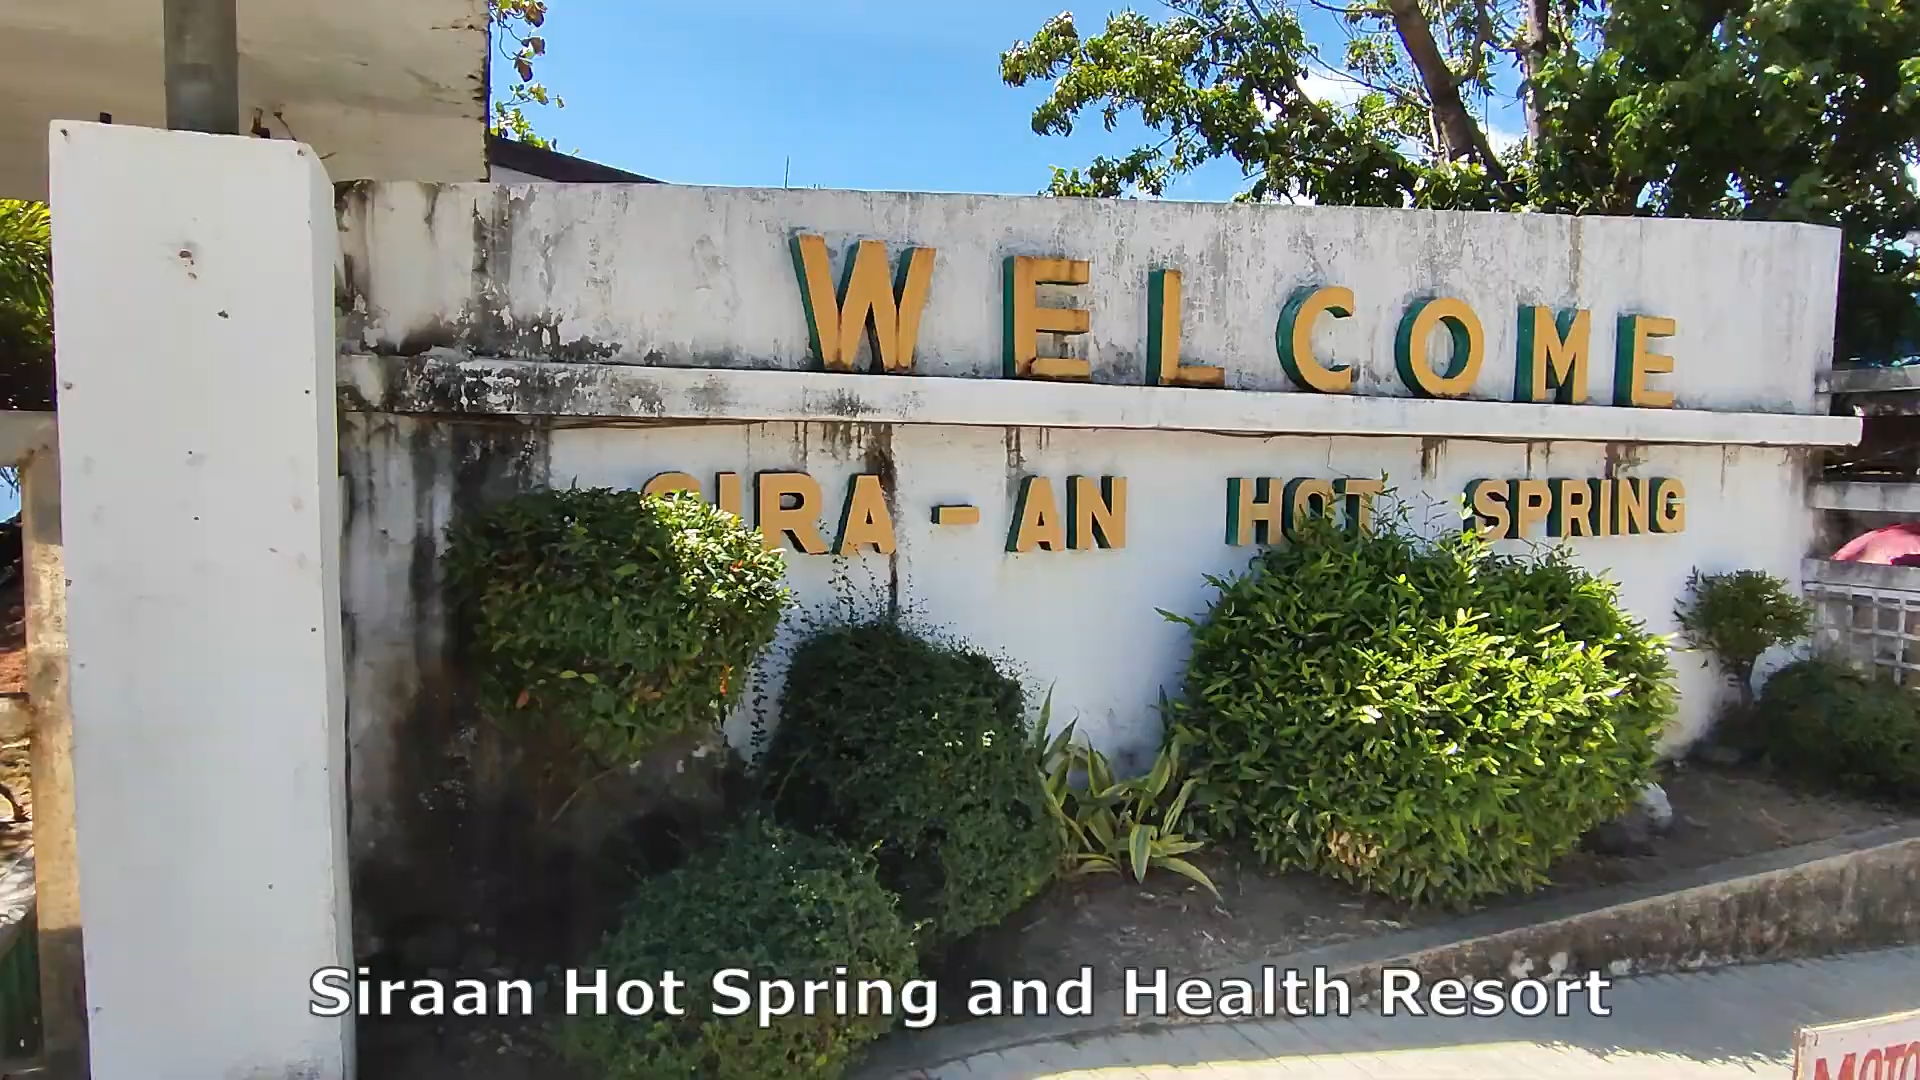 WELCOME
SIRA-AN HOT SPRING
Siraan Hot Spring and Health Resort